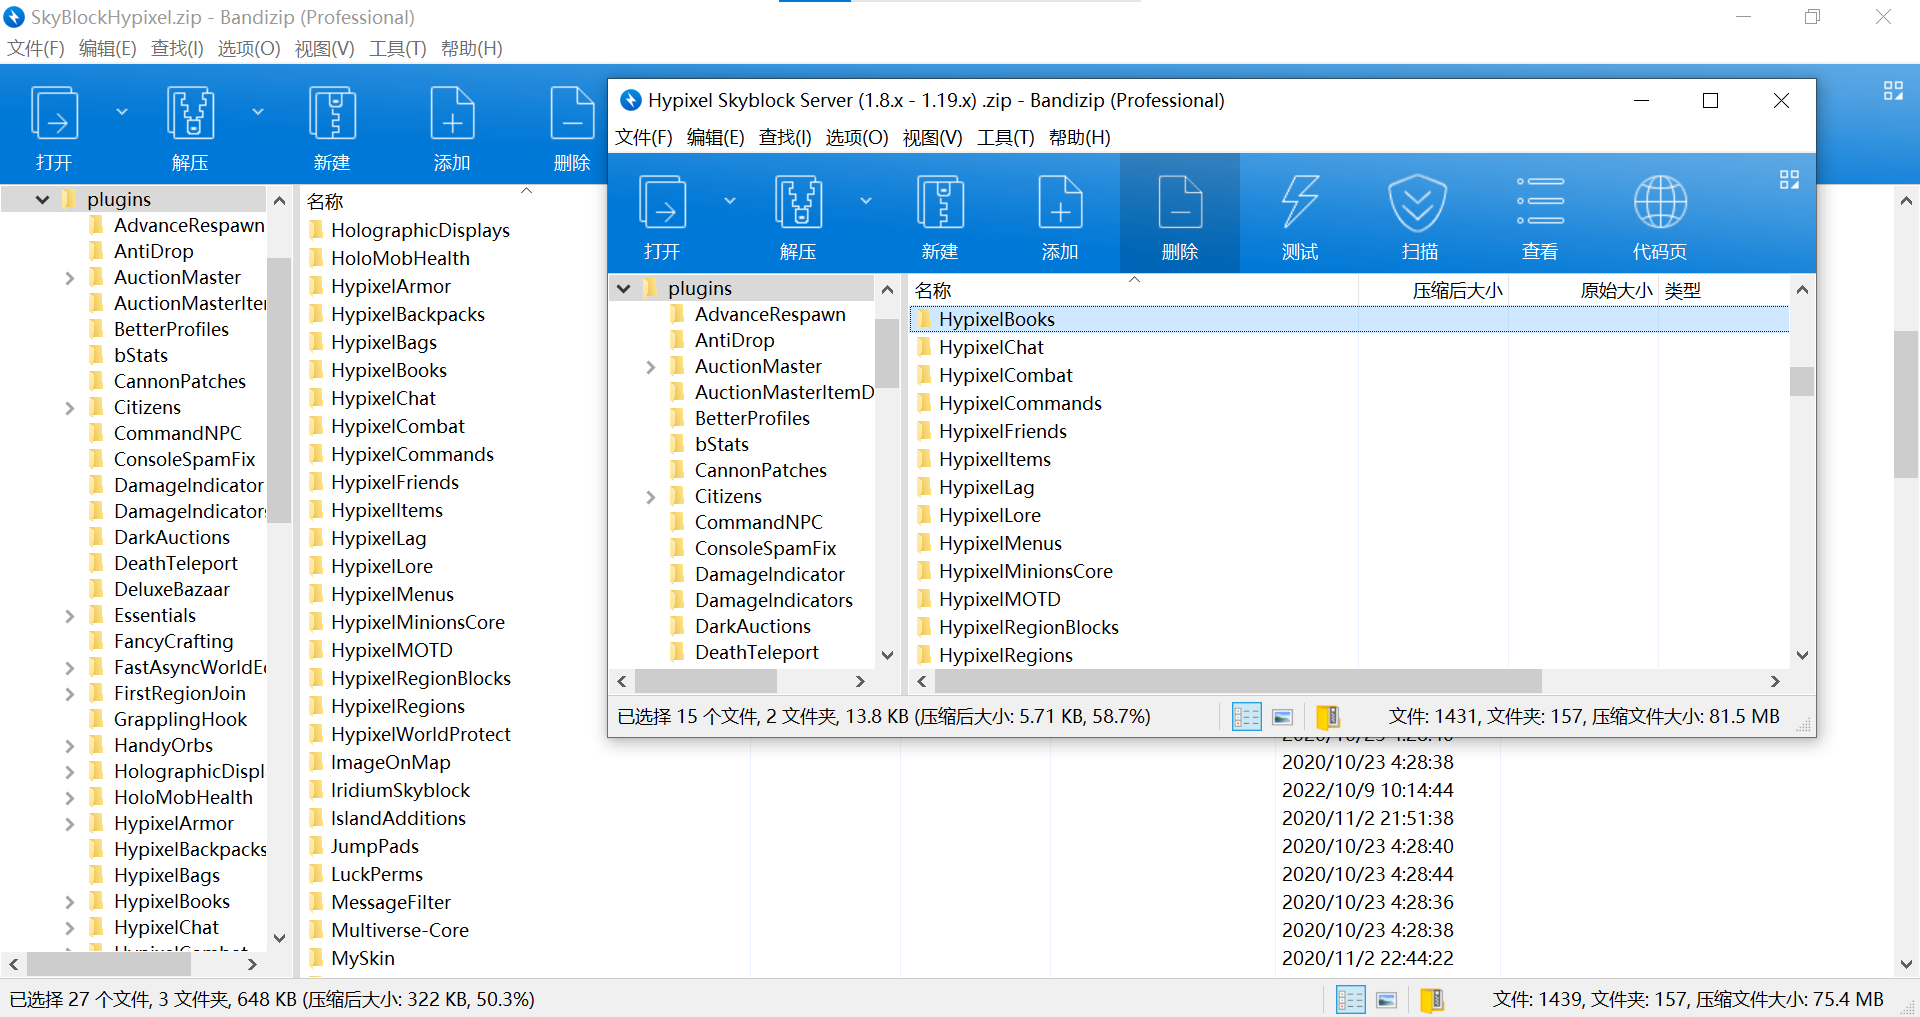 SkyBlockHypixel.zip - Bandizip (Professional)
文件(F) 编辑(E) 查找(I) 选项(O) 视图(V) 工具(T) 帮助(H)
打开 解压 新建 添加 删除
plugins
AdvanceRespawn
AntiDrop
AuctionMaster
AuctionMasterIter
BetterProfiles
bStats
CannonPatches
Citizens
CommandNPC
ConsoleSpamFix
DamageIndicator
DamageIndicators
DarkAuctions
DeathTeleport
DeluxeBazaar
Essentials
FancyCrafting
FastAsyncWorldEd
FirstRegionJoin
GrapplingHook
HandyOrbs
HolographicDispl
HoloMobHealth
HypixelArmor
HypixelBackpacks
HypixelBags
HypixelBooks
HypixelChat
HypixelCombat
名称
HolographicDisplays
HoloMobHealth
HypixelArmor
HypixelBackpacks
HypixelBags
HypixelBooks
HypixelChat
HypixelCombat
HypixelCommands
HypixelFriends
HypixelItems
HypixelLag
HypixelLore
HypixelMenus
HypixelMinionsCore
HypixelMOTD
HypixelRegionBlocks
HypixelRegions
HypixelWorldProtect
ImageOnMap
IridiumSkyblock
IslandAdditions
JumpPads
LuckPerms
MessageFilter
Multiverse-Core
MySkin
2020/10/23 4:28:38
2022/10/9 10:14:44
2020/11/2 21:51:38
2020/10/23 4:28:40
2020/10/23 4:28:44
2020/10/23 4:28:36
2020/10/23 4:28:38
2020/11/2 22:44:22
已选择 27 个文件, 3 文件夹, 648 KB (压缩后大小: 322 KB, 50.3%)
文件: 1439, 文件夹: 157, 压缩文件大小: 75.4 MB
Hypixel Skyblock Server (1.8.x - 1.19.x) .zip - Bandizip (Professional)
文件(F) 编辑(E) 查找(I) 选项(O) 视图(V) 工具(T) 帮助(H)
打开 解压 新建 添加 删除 测试 扫描 查看 代码页
plugins
AdvanceRespawn
AntiDrop
AuctionMaster
AuctionMasterItemD
BetterProfiles
bStats
CannonPatches
Citizens
CommandNPC
ConsoleSpamFix
DamageIndicator
DamageIndicators
DarkAuctions
DeathTeleport
名称 压缩后大小 原始大小 类型
HypixelBooks
HypixelChat
HypixelCombat
HypixelCommands
HypixelFriends
HypixelItems
HypixelLag
HypixelLore
HypixelMenus
HypixelMinionsCore
HypixelMOTD
HypixelRegionBlocks
HypixelRegions
已选择 15 个文件, 2 文件夹, 13.8 KB (压缩后大小: 5.71 KB, 58.7%)
文件: 1431, 文件夹: 157, 压缩文件大小: 81.5 MB